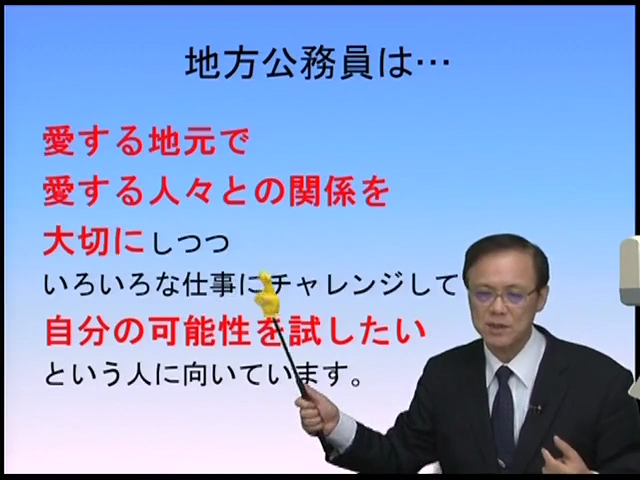 地方公務員は…
愛する地元で
愛する人々との関係を
大切にしつつ
いろいろな仕事にチャレンジして
自分の可能性を試したい
という人に向いています。